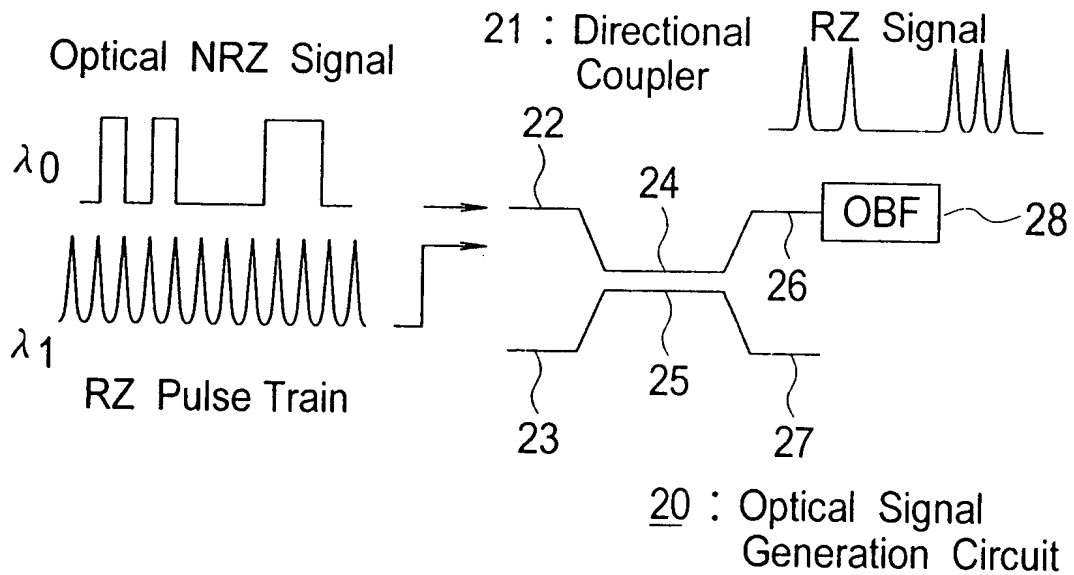 21 : Directional
Coupler
RZ Signal
Optical NRZ Signal
λ0
22
24
OBF
28
26
λ1
RZ Pulse Train
23
25
27
20 : Optical Signal
Generation Circuit